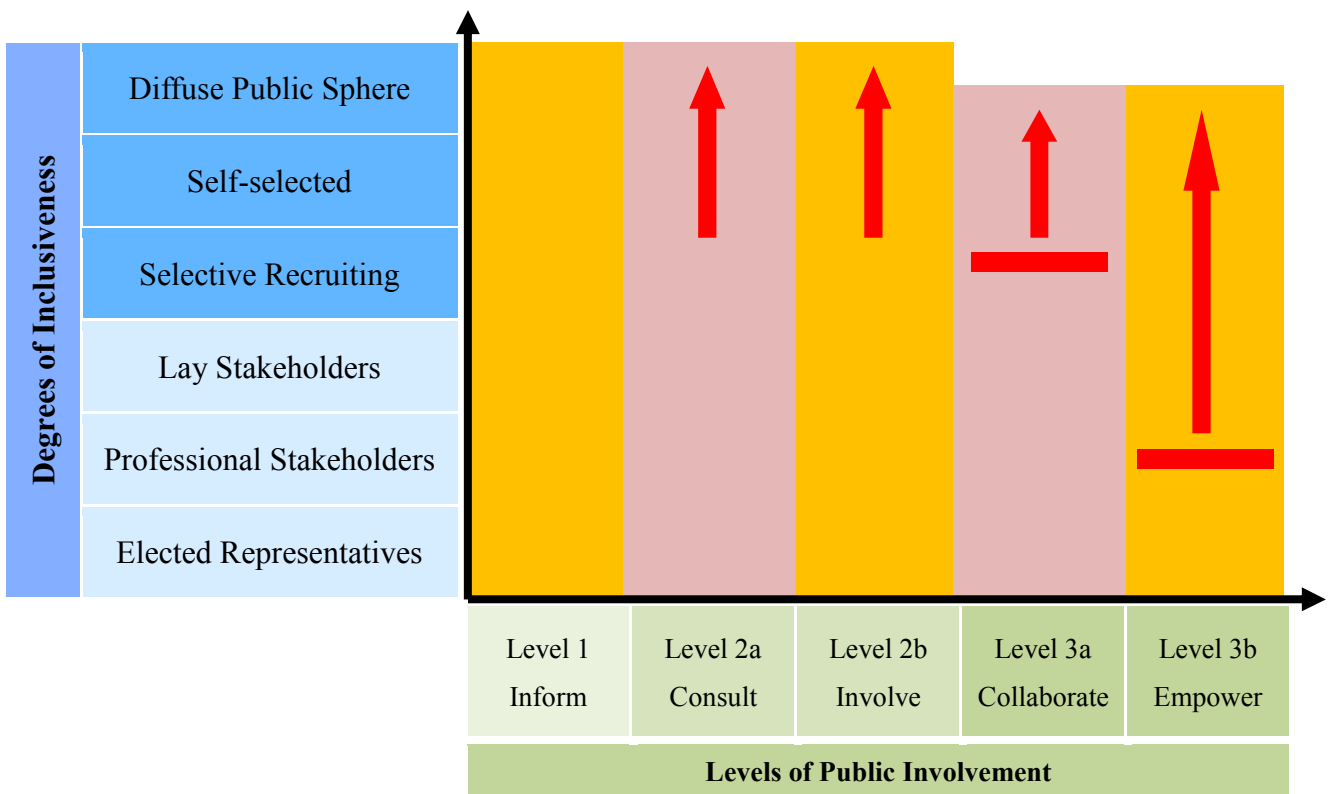 Degrees of Inclusiveness
Diffuse Public Sphere
Self-selected
Selective Recruiting
Lay Stakeholders
Professional Stakeholders
Elected Representatives
Level 1
Inform
Level 2a
Consult
Level 2b
Involve
Level 3a
Collaborate
Level 3b
Empower
Levels of Public Involvement